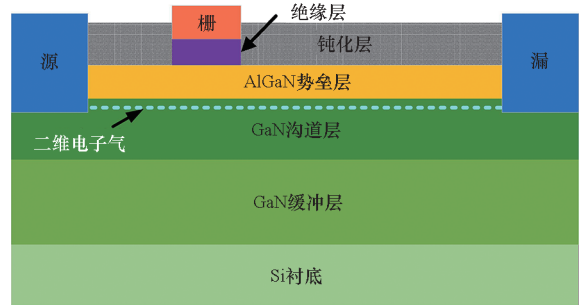 绝缘层
栅
钝化层
源
漏
AlGaN势垒层
二维电子气
GaN沟道层
GaN缓冲层
Si衬底